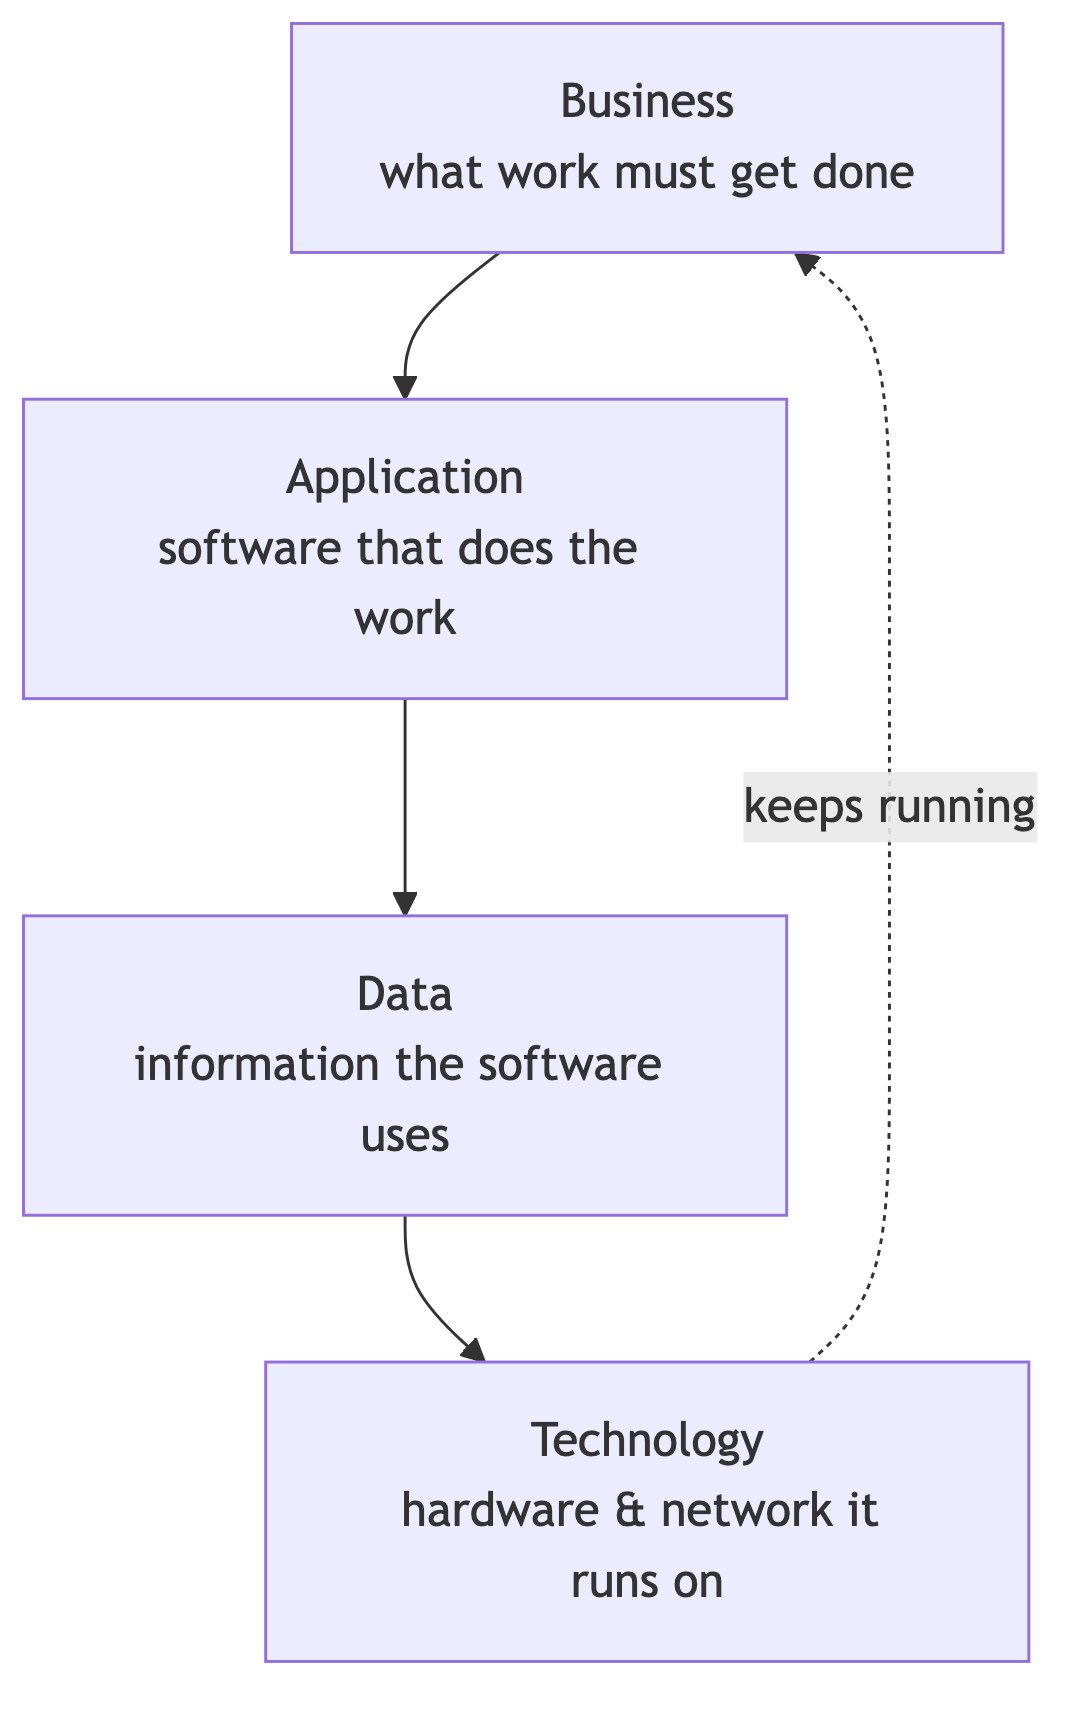 Business
what work must get done
Application
software that does the
work
keeps running
Data
information the software
uses
Technology
hardware & network it
runs on